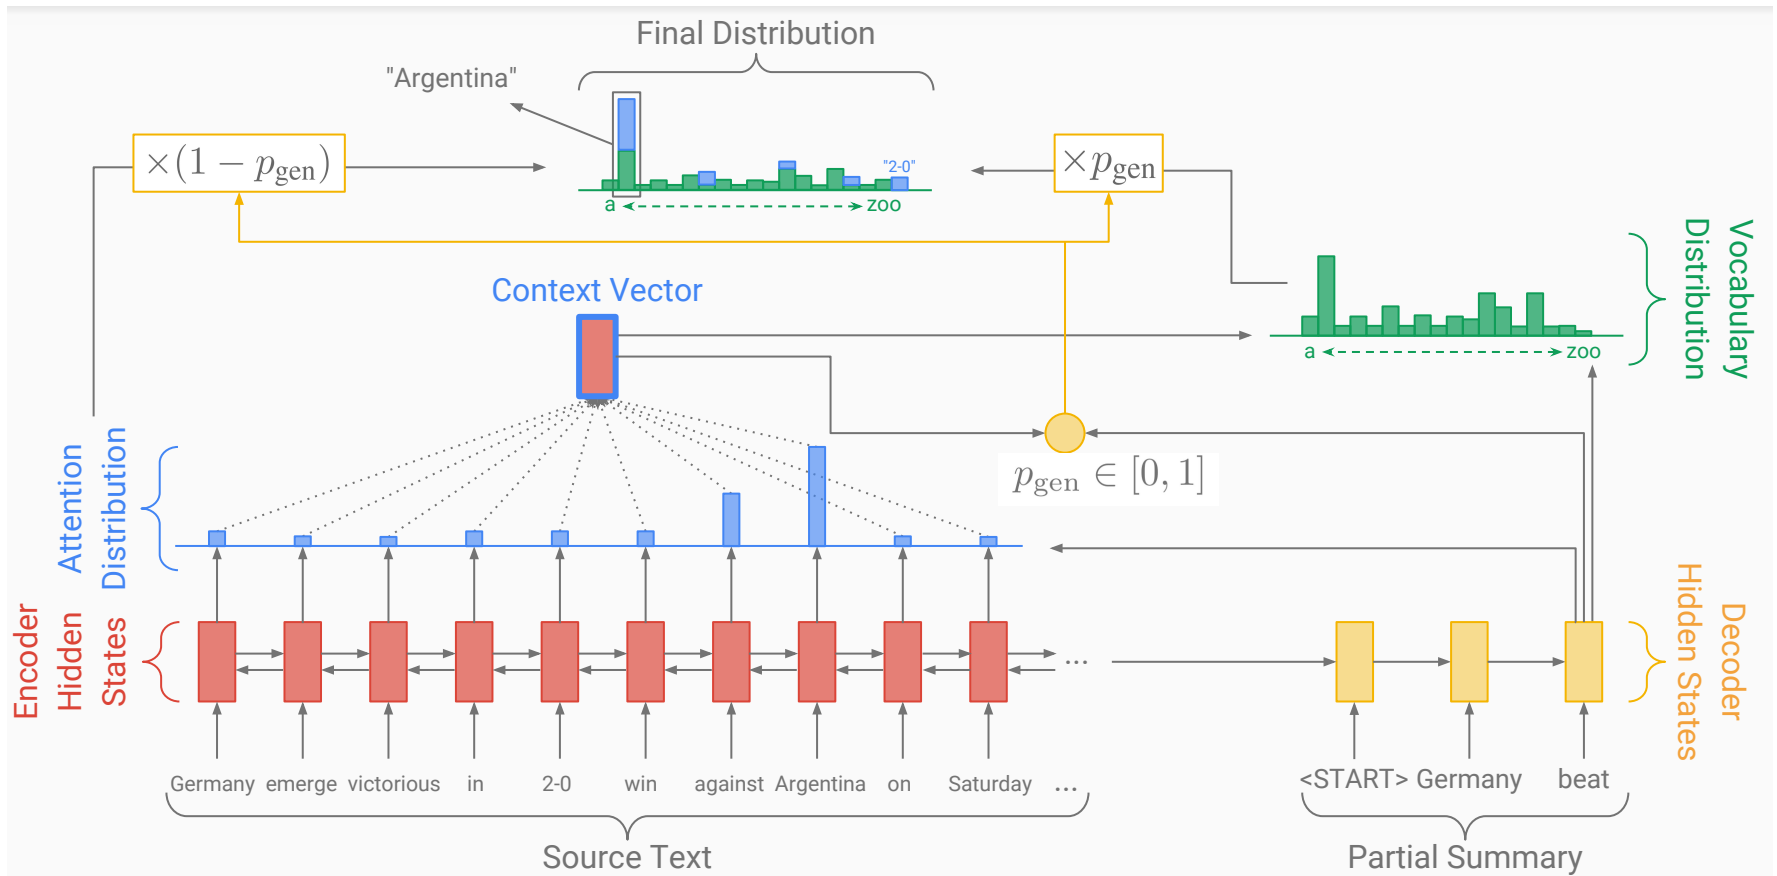 Final Distribution
"Argentina"
×(1 − p_gen)
×p_gen
"2-0"
a
zoo
Context Vector
Vocabulary
Distribution
a
zoo
Attention
Distribution
p_gen ∈ [0, 1]
Encoder
Hidden
States
...
Decoder
Hidden States
Germany emerge victorious in 2-0 win against Argentina on Saturday ...
<START> Germany beat
Source Text
Partial Summary